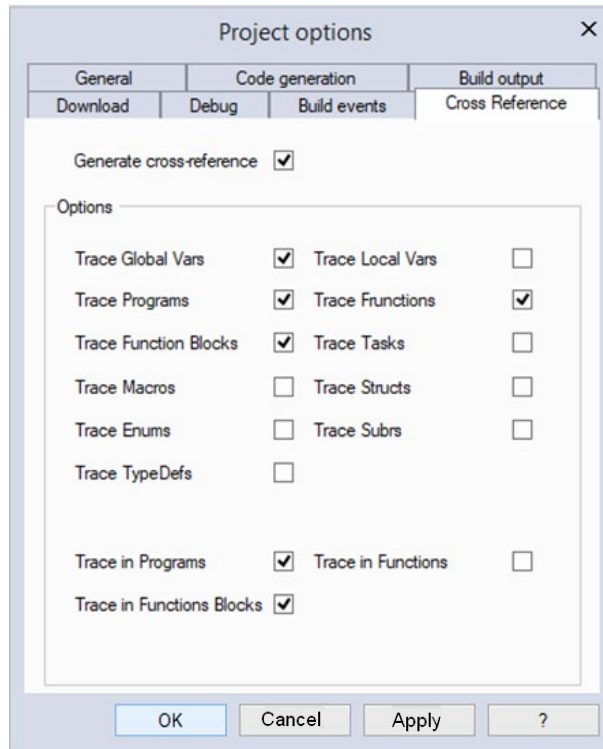 Project options
General Code generation Build output
Download Debug Build events Cross Reference
Generate cross-reference
Options
Trace Global Vars Trace Local Vars
Trace Programs Trace Frunctions
Trace Function Blocks Trace Tasks
Trace Macros Trace Structs
Trace Enums Trace Subrs
Trace TypeDefs
Trace in Programs Trace in Functions
Trace in Functions Blocks
OK Cancel Apply ?